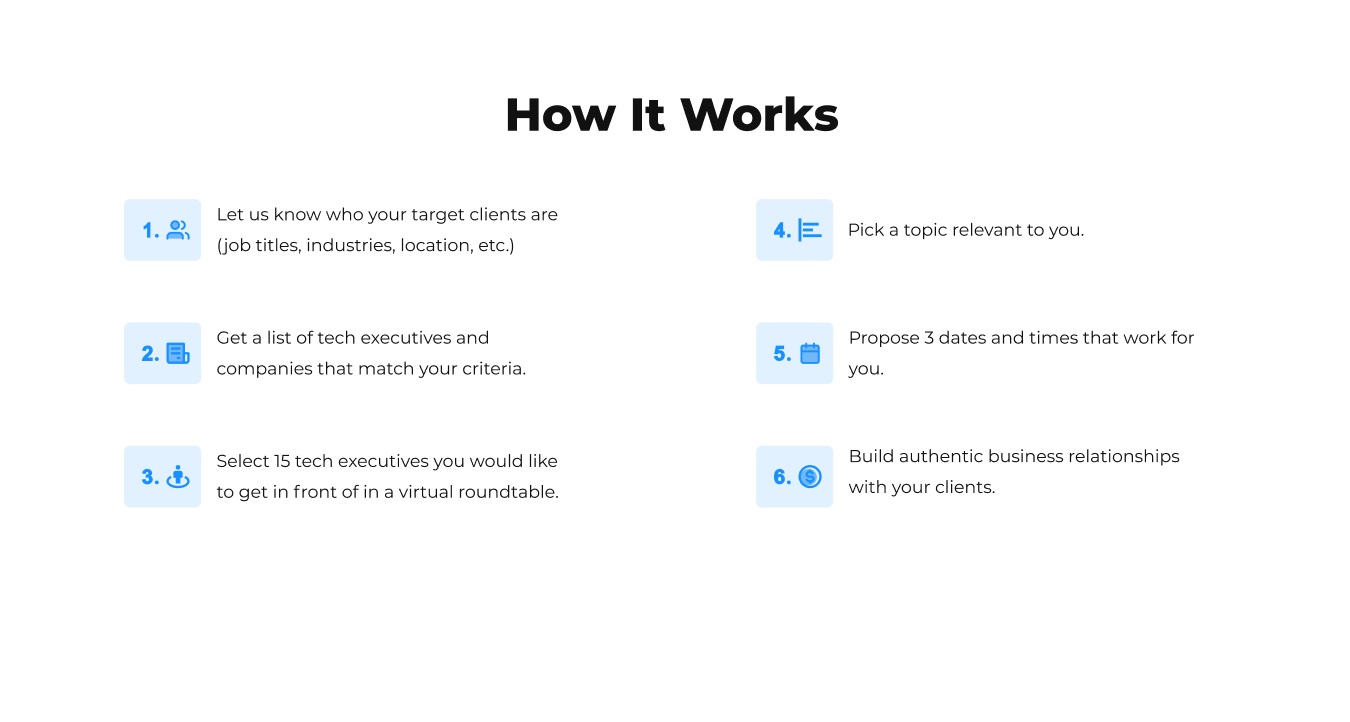 How It Works
1.
Let us know who your target clients are
(job titles, industries, location, etc.)
2.
Get a list of tech executives and
companies that match your criteria.
3.
Select 15 tech executives you would like
to get in front of in a virtual roundtable.
4.
Pick a topic relevant to you.
5.
Propose 3 dates and times that work for
you.
6.
Build authentic business relationships
with your clients.